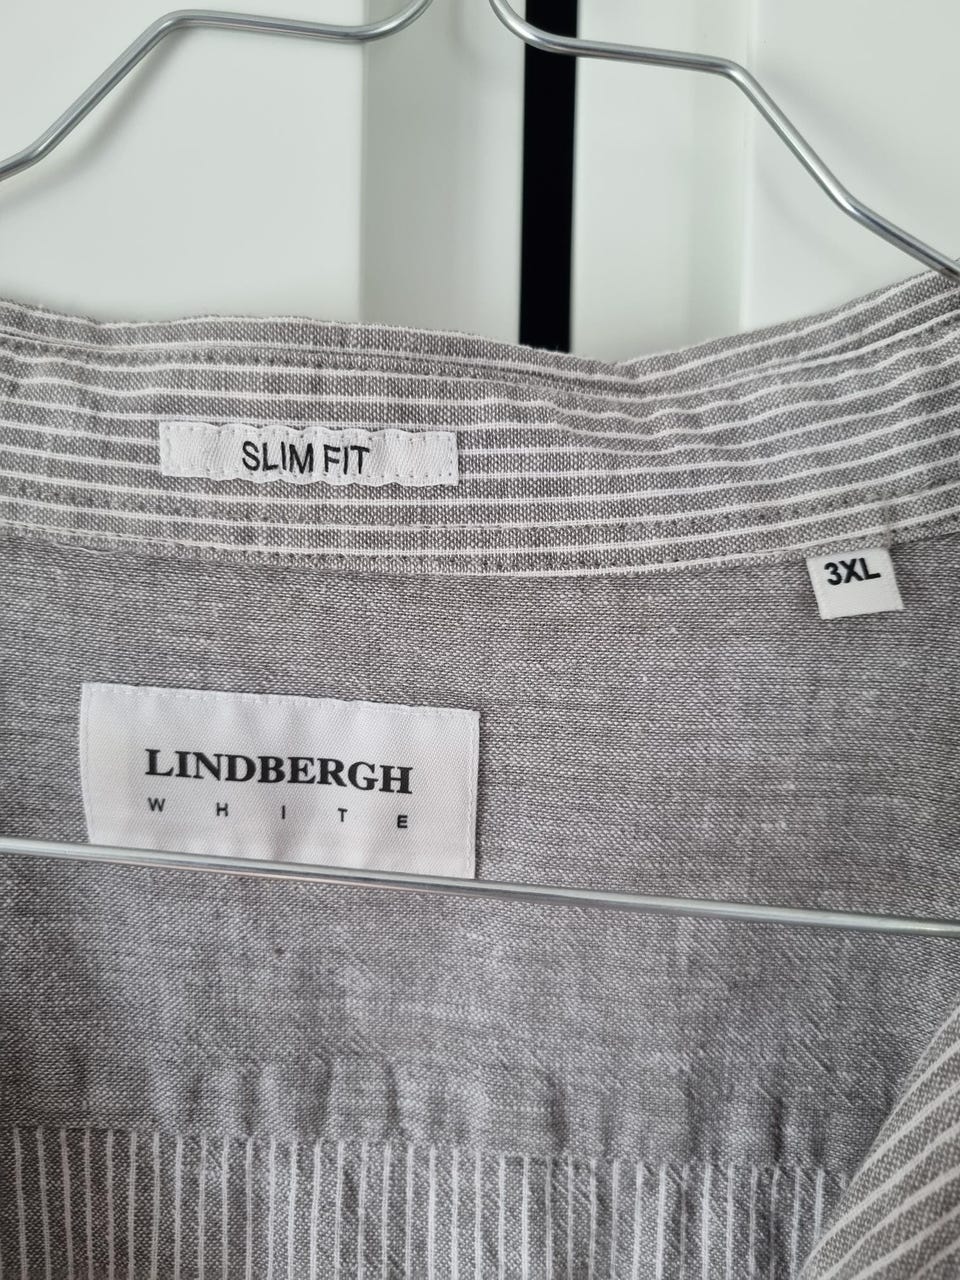 SLIM FIT
3XL
LINDBERGH
WHITE